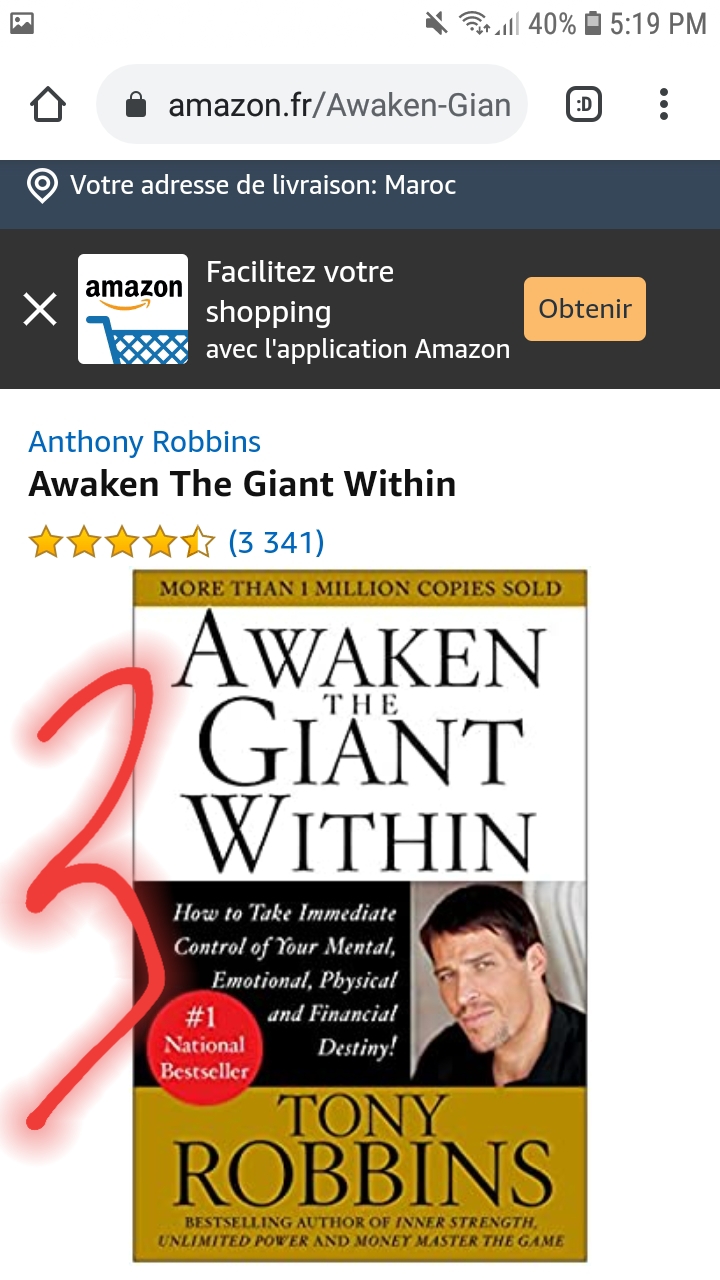 40% 5:19 PM
amazon.fr/Awaken-Gian
:D
Votre adresse de livraison: Maroc
amazon
Facilitez votre
shopping
avec l'application Amazon
Obtenir
Anthony Robbins
Awaken The Giant Within
(3 341)
MORE THAN 1 MILLION COPIES SOLD
AWAKEN
THE
GIANT
WITHIN
3
How to Take Immediate
Control of Your Mental,
Emotional, Physical
and Financial
Destiny!
#1
National
Bestseller
TONY
ROBBINS
BESTSELLING AUTHOR OF INNER STRENGTH,
UNLIMITED POWER AND MONEY MASTER THE GAME